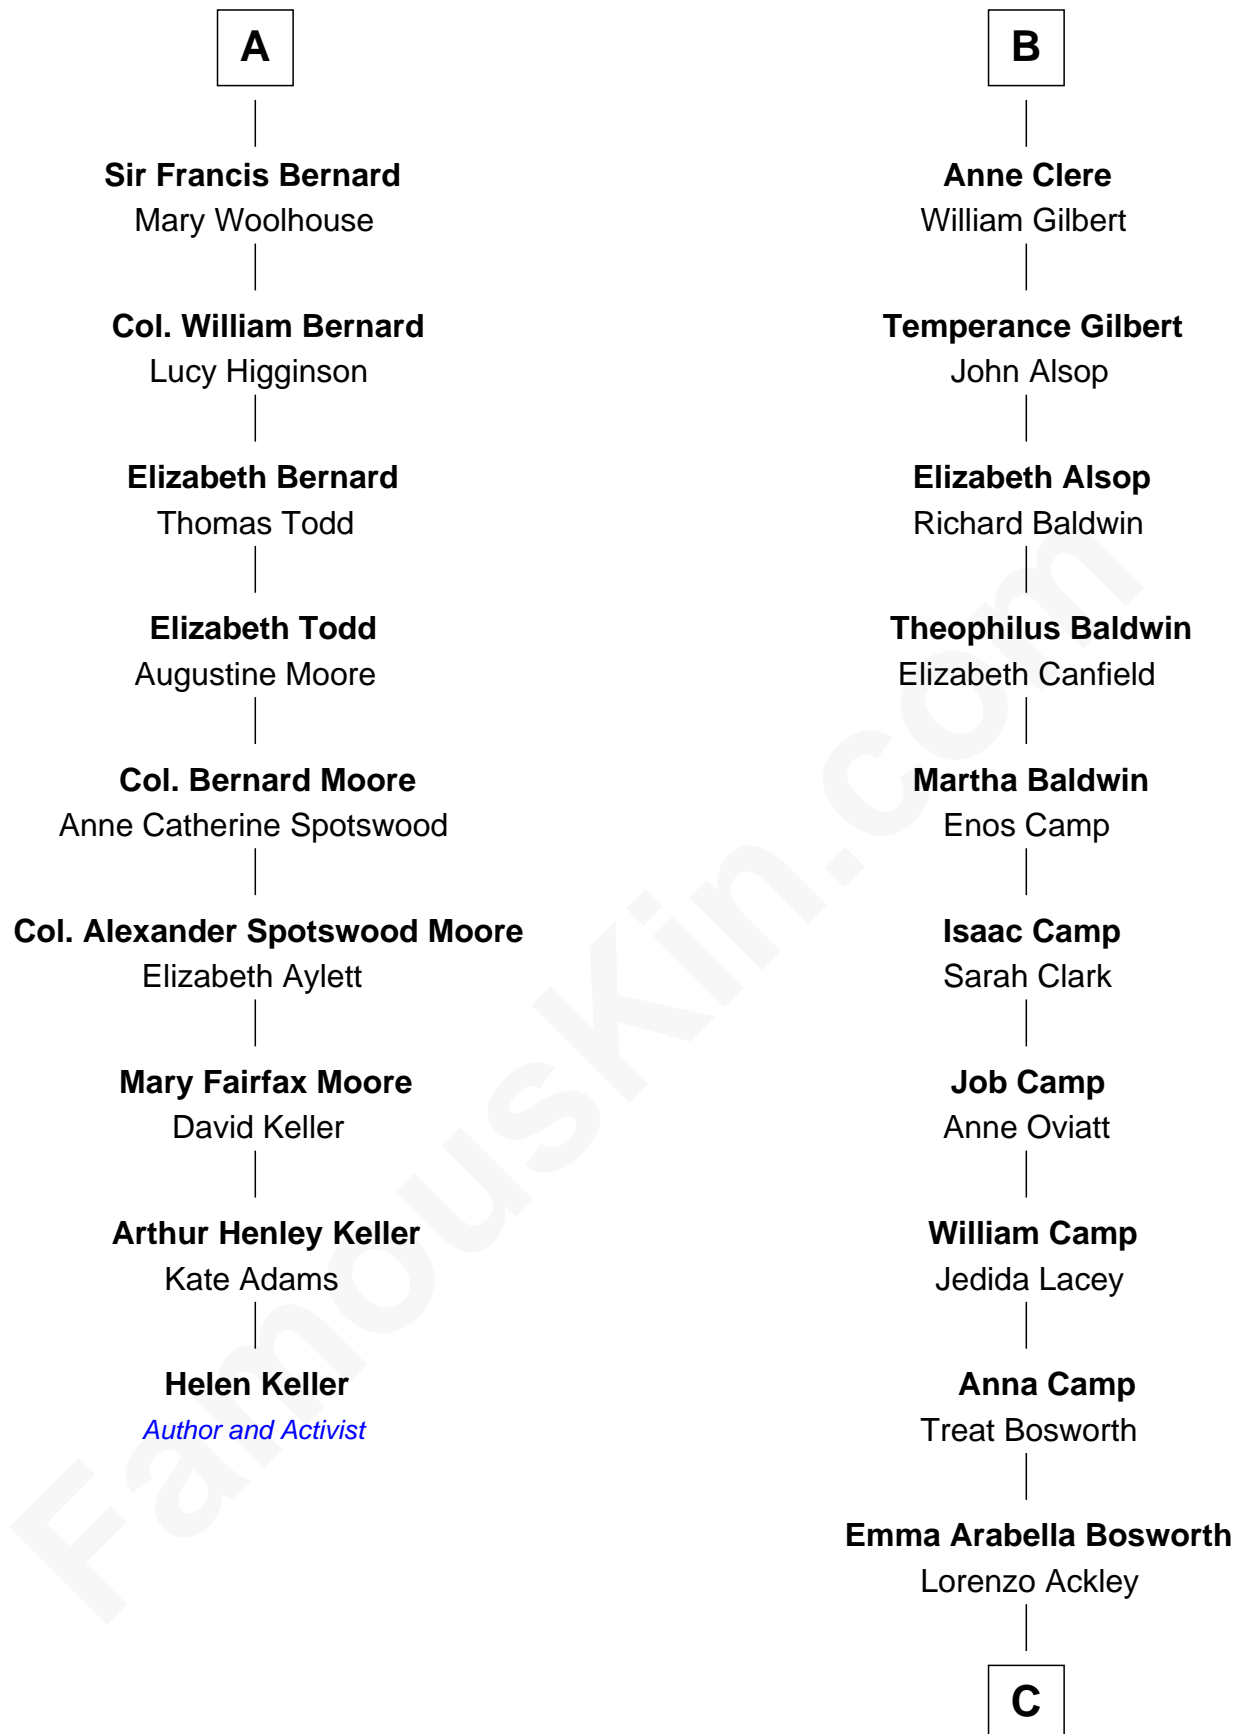 A
Sir Francis Bernard
Mary Woolhouse
Col. William Bernard
Lucy Higginson
Elizabeth Bernard
Thomas Todd
Elizabeth Todd
Augustine Moore
Col. Bernard Moore
Anne Catherine Spotswood
Col. Alexander Spotswood Moore
Elizabeth Aylett
Mary Fairfax Moore
David Keller
Arthur Henley Keller
Kate Adams
Helen Keller
Author and Activist
B
Anne Clere
William Gilbert
Temperance Gilbert
John Alsop
Elizabeth Alsop
Richard Baldwin
Theophilus Baldwin
Elizabeth Canfield
Martha Baldwin
Enos Camp
Isaac Camp
Sarah Clark
Job Camp
Anne Oviatt
William Camp
Jedida Lacey
Anna Camp
Treat Bosworth
Emma Arabella Bosworth
Lorenzo Ackley
C
FamousKin.com